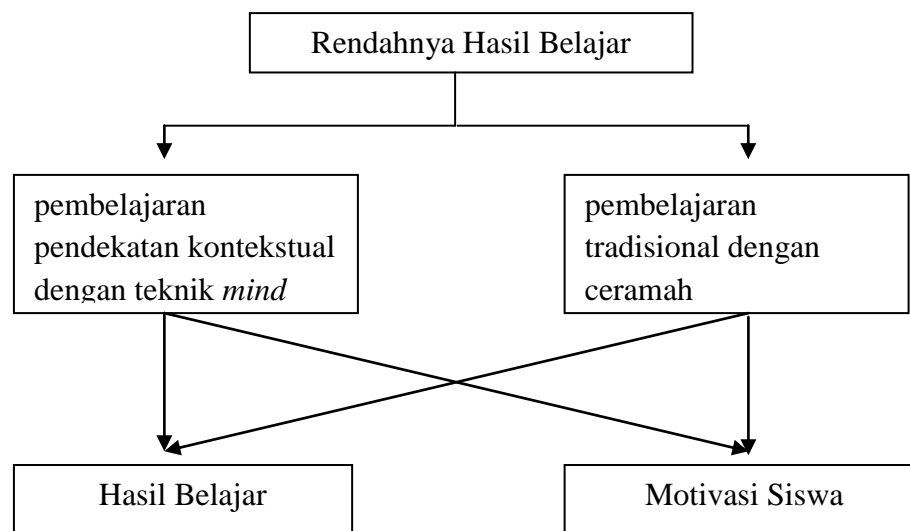 Rendahnya Hasil Belajar
pembelajaran
pendekatan kontekstual
dengan teknik mind
pembelajaran
tradisional dengan
ceramah
Hasil Belajar
Motivasi Siswa